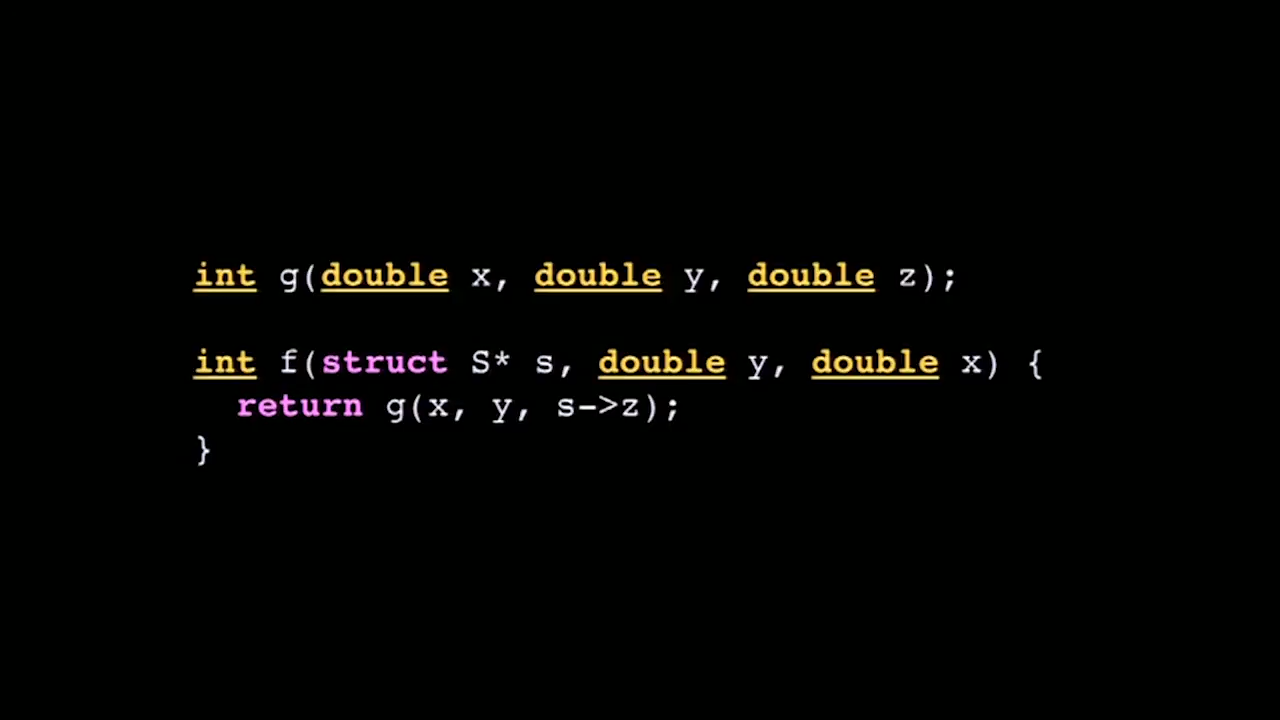 int g(double x, double y, double z);
int f(struct S* s, double y, double x) {
return g(x, y, s->z);
}